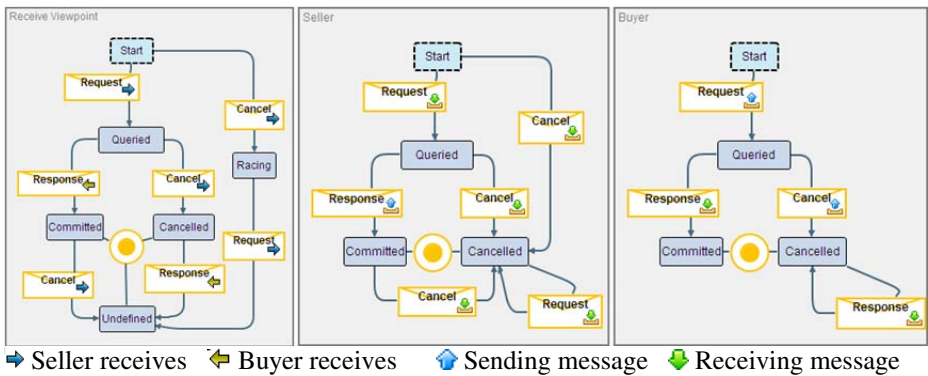 Receive Viewpoint
Start
Request
Cancel
Queried
Racing
Response
Cancel
Committed
Cancelled
Request
Response
Cancel
Undefined
Seller
Start
Request
Cancel
Queried
Response
Cancel
Committed
Cancelled
Cancel
Request
Buyer
Start
Request
Queried
Response
Cancel
Committed
Cancelled
Response
Seller receives Buyer receives Sending message Receiving message